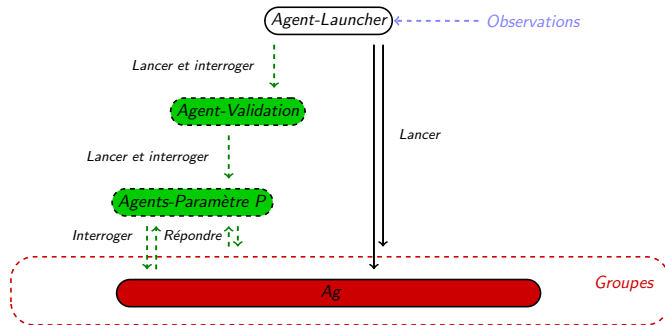 Agent-Launcher
Observations
Lancer et interroger
Agent-Validation
Lancer
Lancer et interroger
Agents-Paramètre P
Interroger
Répondre
Groupes
Ag